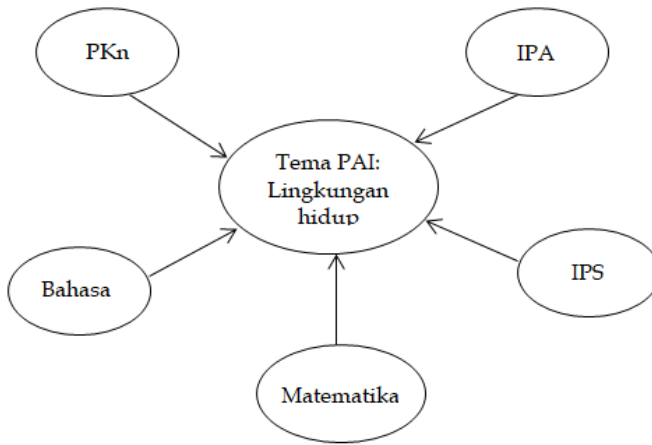 PKn
IPA
Tema PAI:
Lingkungan
hidup
Bahasa
IPS
Matematika